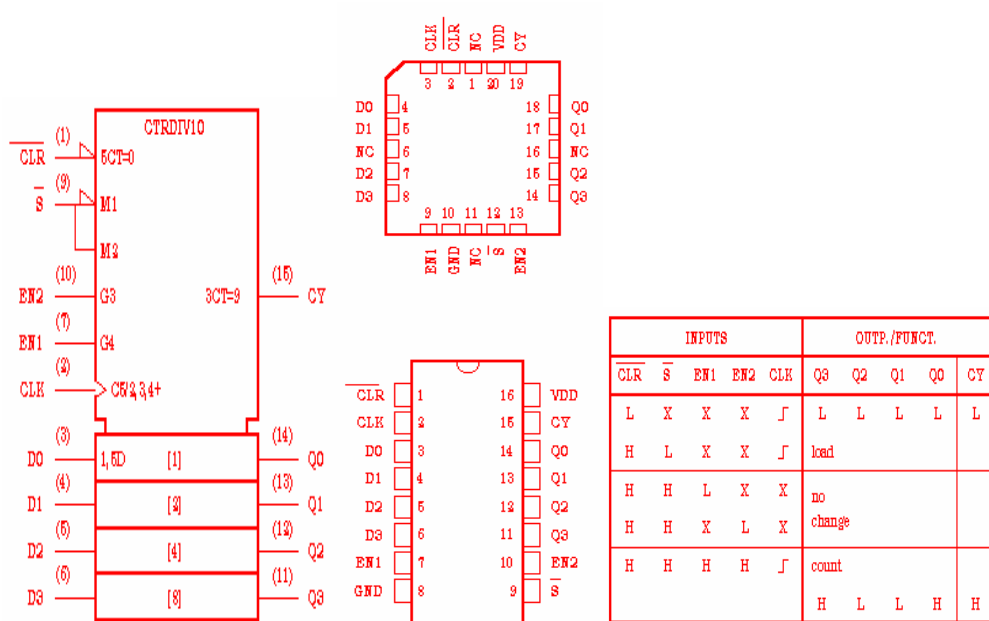 CLK CLR NC VDD CY
3 2 1 20 19
D0 4 18 Q0
D1 5 17 Q1
NC 6 16 NC
D2 7 15 Q2
D3 8 14 Q3
9 10 11 12 13
EN1 GND NC S EN2
CTRDIV10
(1)
CLR 5CT=0
(9)
S M1
M2
(10) (15)
EN2 G3 3CT=9 CY
(7)
EN1 G4
(2)
CLK C5/2,3,4+
(3) (14)
D0 1,5D [1] Q0
(4) (13)
D1 [2] Q1
(5) (12)
D2 [4] Q2
(6) (11)
D3 [8] Q3
CLR 1 16 VDD
CLK 2 15 CY
D0 3 14 Q0
D1 4 13 Q1
D2 5 12 Q2
D3 6 11 Q3
EN1 7 10 EN2
GND 8 9 S
INPUTS OUTP./FUNCT.
CLR S EN1 EN2 CLK Q3 Q2 Q1 Q0 CY
L X X X L L L L L
H L X X load
H H L X X no
H H X L X change
H H H H count
H L L H H